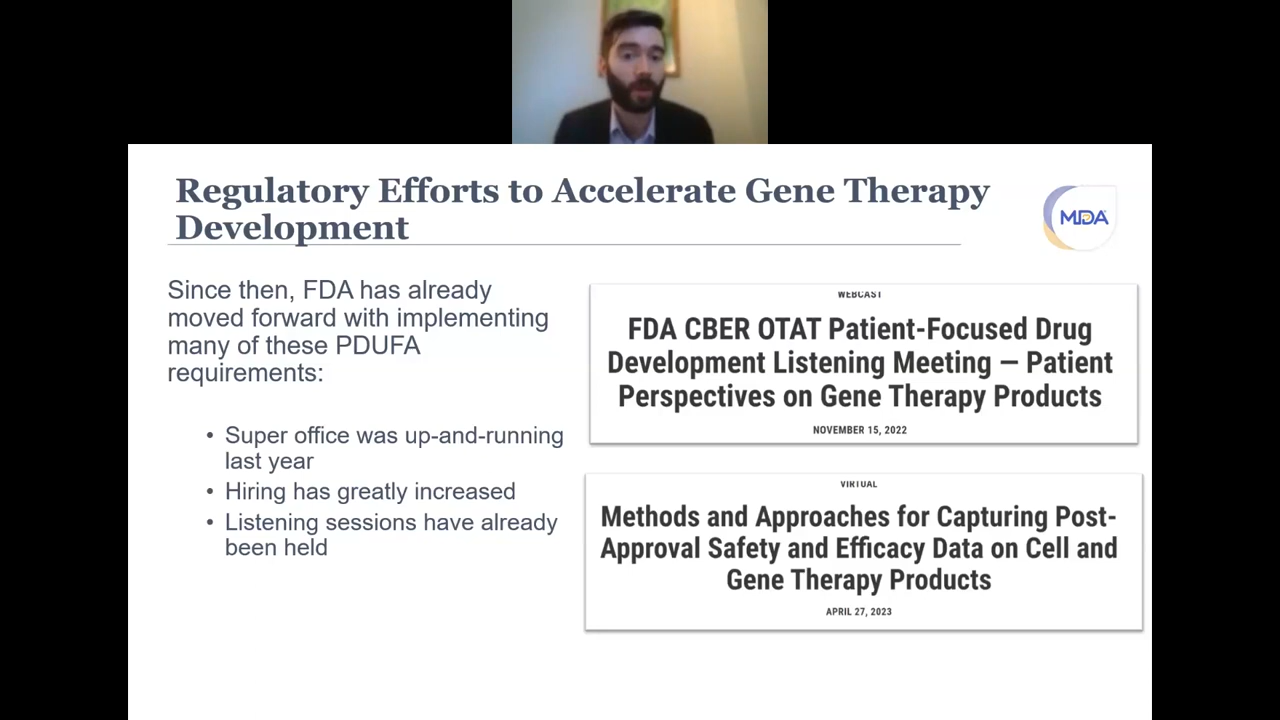 Regulatory Efforts to Accelerate Gene Therapy
Development
MDA
Since then, FDA has already
moved forward with implementing
many of these PDUFA
requirements:
• Super office was up-and-running
last year
• Hiring has greatly increased
• Listening sessions have already
been held
WEBCAST
FDA CBER OTAT Patient-Focused Drug
Development Listening Meeting — Patient
Perspectives on Gene Therapy Products
NOVEMBER 15, 2022
VIRTUAL
Methods and Approaches for Capturing Post-
Approval Safety and Efficacy Data on Cell and
Gene Therapy Products
APRIL 27, 2023